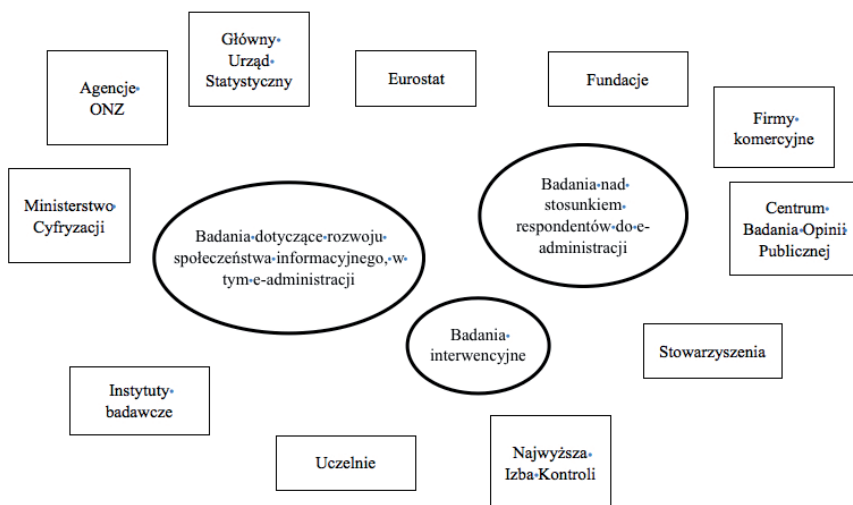 Główny
Urząd
Statystyczny
Agencje
ONZ
Eurostat
Fundacje
Firmy
komercyjne
Ministerstwo
Cyfryzacji
Badania dotyczące rozwoju
społeczeństwa informacyjnego, w
tym e-administracji
Badania nad
stosunkiem
respondentów do e-
administracji
Centrum
Badania Opinii
Publicznej
Badania
interwencyjne
Stowarzyszenia
Instytuty
badawcze
Uczelnie
Najwyższa
Izba Kontroli